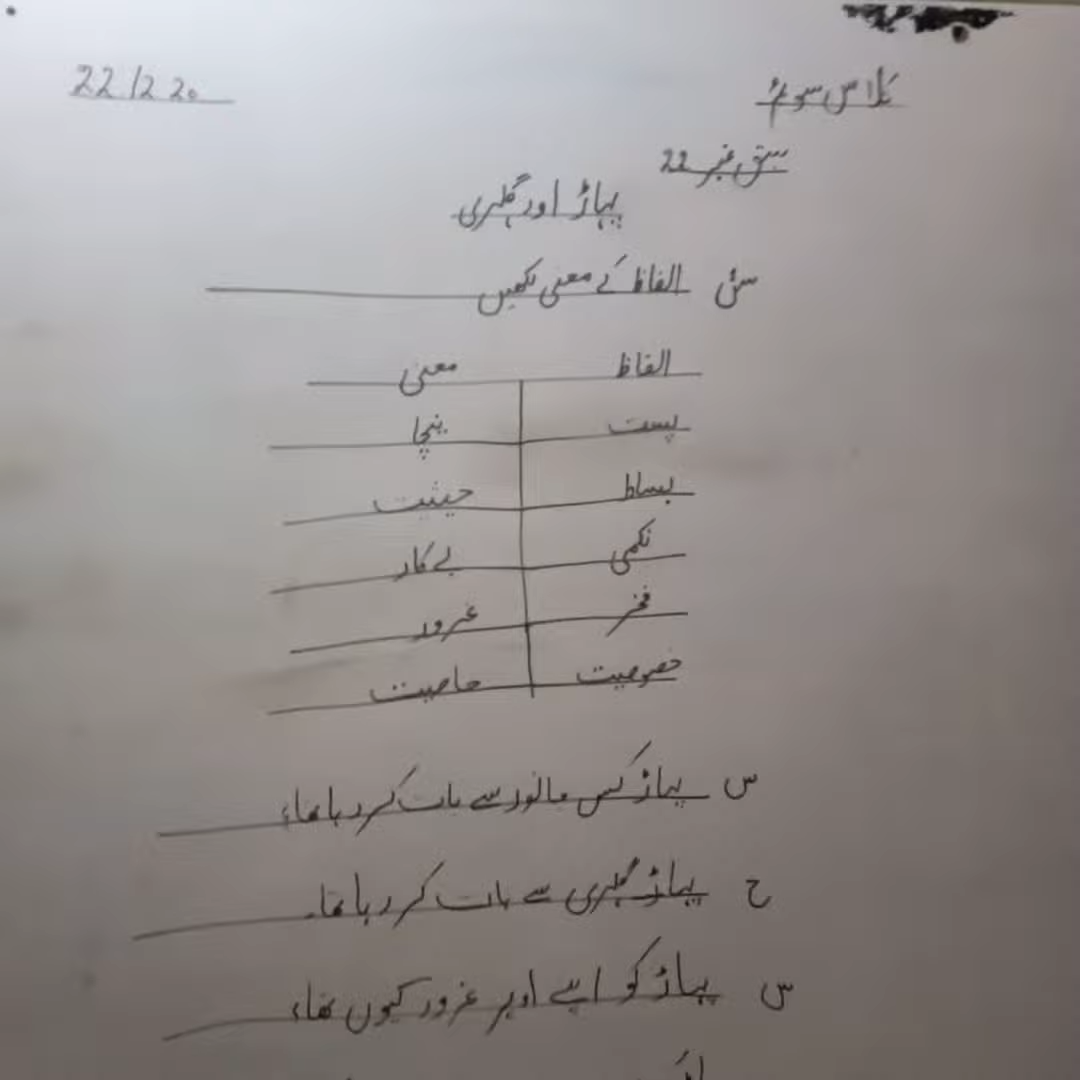 کلاس سوم
22/2 20
سبق نمبر 22
پہاڑ اور گلہری
س۱ الفاظ کے معنی لکھیں
الفاظ معنی
پست نیچا
بساط حیثیت
نکمی بے کار
فخر غرور
خصوصیت خاصیت
س پہاڑ کس جانور سے بات کر رہا تھا؟
ج پہاڑ گلہری سے بات کر رہا تھا۔
س پہاڑ کو اپنے اوپر غرور کیوں تھا؟